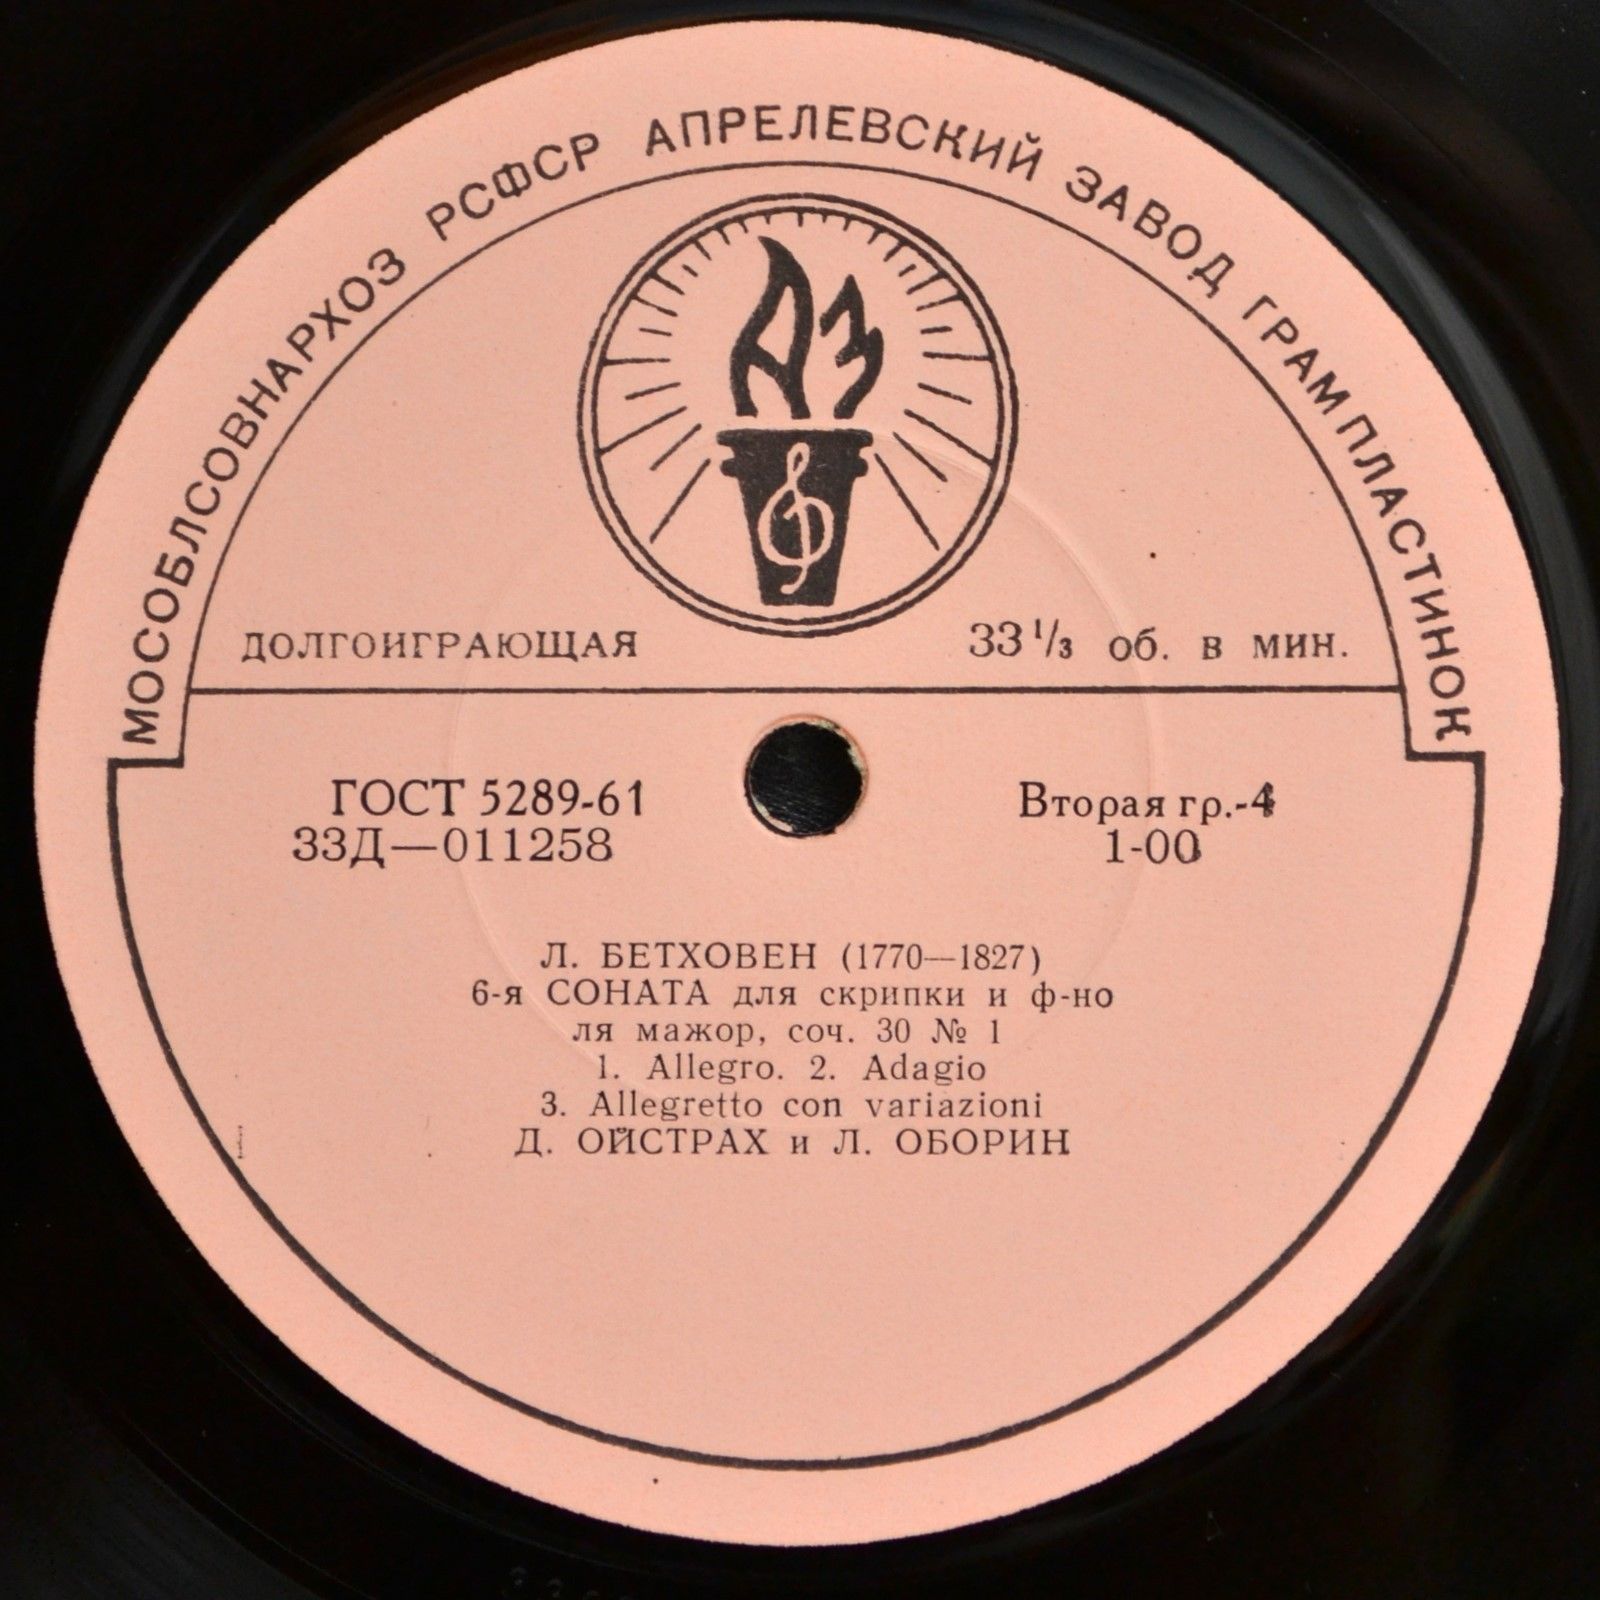 МОСОБЛСОВНАРХОЗ РСФСР АПРЕЛЕВСКИЙ ЗАВОД ГРАМПЛАСТИНОК
АЗ
ДОЛГОИГРАЮЩАЯ 33 1/3 об. в мин.
ГОСТ 5289-61 Вторая гр.-4
33Д—011258 1-00
Л. БЕТХОВЕН (1770—1827)
6-я СОНАТА для скрипки и ф-но
ля мажор, соч. 30 № 1
1. Allegro. 2. Adagio
3. Allegretto con variazioni
Д. ОЙСТРАХ и Л. ОБОРИН